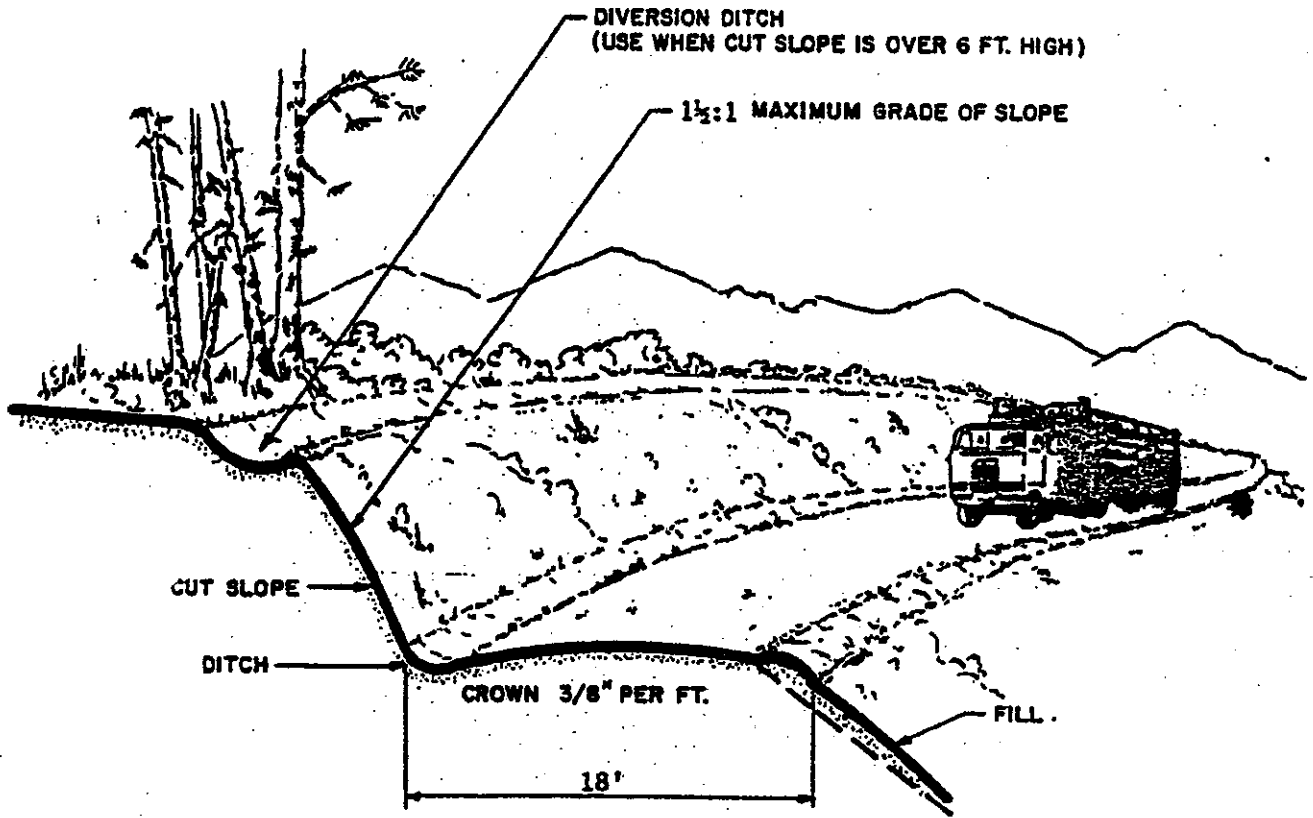 DIVERSION DITCH
(USE WHEN CUT SLOPE IS OVER 6 FT. HIGH)
1½:1 MAXIMUM GRADE OF SLOPE
CUT SLOPE
DITCH
CROWN 3/8" PER FT.
FILL.
18'